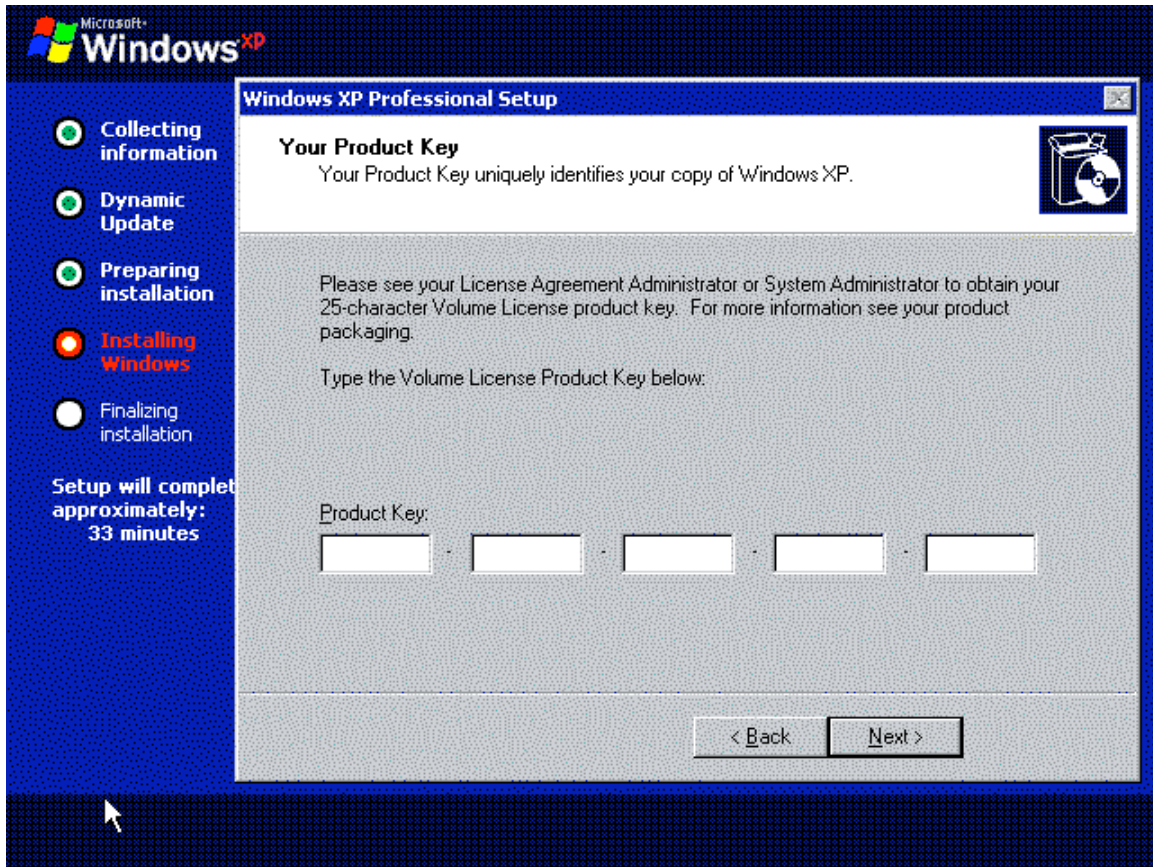 Microsoft
Windows xp
Collecting
information
Dynamic
Update
Preparing
installation
Installing
Windows
Finalizing
installation
Setup will complet
approximately:
33 minutes
Windows XP Professional Setup
Your Product Key
Your Product Key uniquely identifies your copy of Windows XP.
Please see your License Agreement Administrator or System Administrator to obtain your
25-character Volume License product key. For more information see your product
packaging.
Type the Volume License Product Key below:
Product Key:
- - - -
< Back
Next >